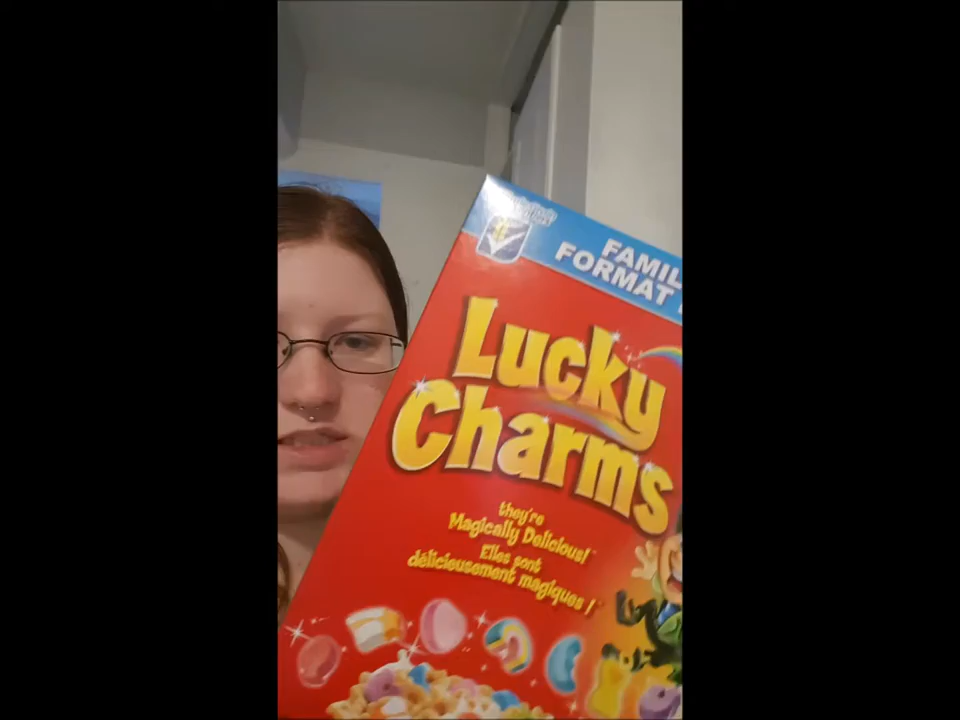 FAMIL
FORMAT
Lucky
Charms
they're
Magically Delicious!
Elles sont
délicieusement magiques !